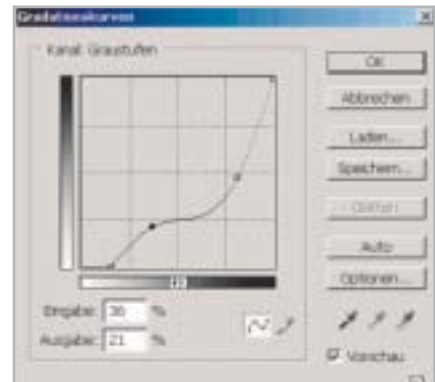 Gradationskurven
Kanal: Graustufen
OK
Abbrechen
Laden...
Speichern...
Glätten
Auto
Optionen...
Eingabe: 36 %
Ausgabe: 21 %
Vorschau